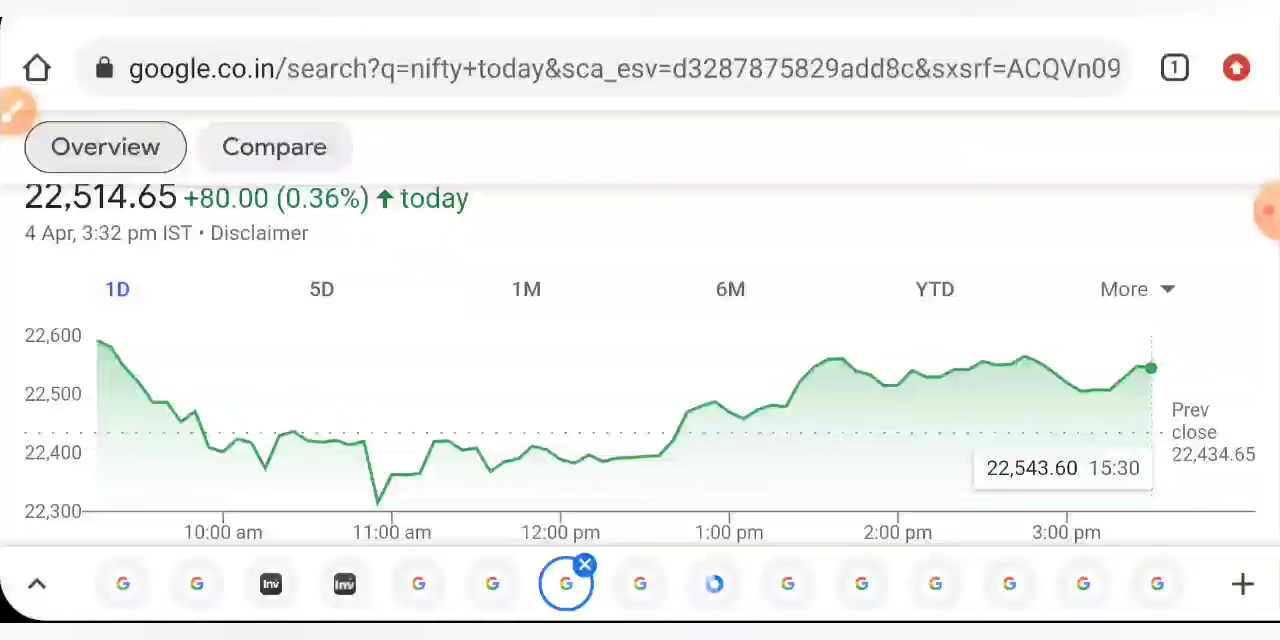 google.co.in/search?q=nifty+today&sca_esv=d3287875829add8c&sxsrf=ACQVn09
1
Overview
Compare
22,514.65 +80.00 (0.36%) ↑ today
4 Apr, 3:32 pm IST • Disclaimer
1D 5D 1M 6M YTD More
22,600
22,500
22,400
22,300
Prev
close
22,434.65
22,543.60 15:30
10:00 am 11:00 am 12:00 pm 1:00 pm 2:00 pm 3:00 pm
G G Inv Inv G G G G G G G G G G